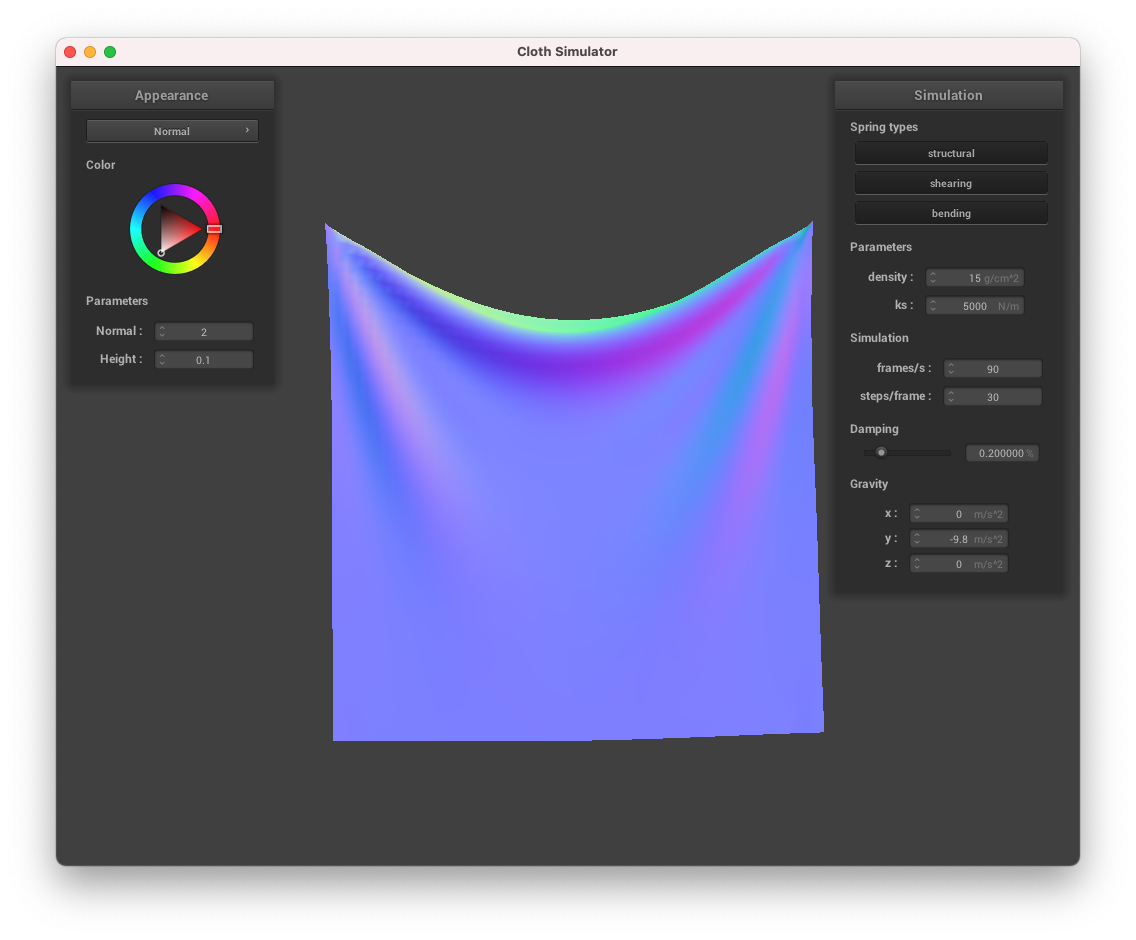 Cloth Simulator
Appearance
Normal ›
Color
Parameters
Normal : 2
Height : 0.1
Simulation
Spring types
structural
shearing
bending
Parameters
density : 15 g/cm^2
ks : 5000 N/m
Simulation
frames/s : 90
steps/frame : 30
Damping
0.200000 %
Gravity
x : 0 m/s^2
y : -9.8 m/s^2
z : 0 m/s^2